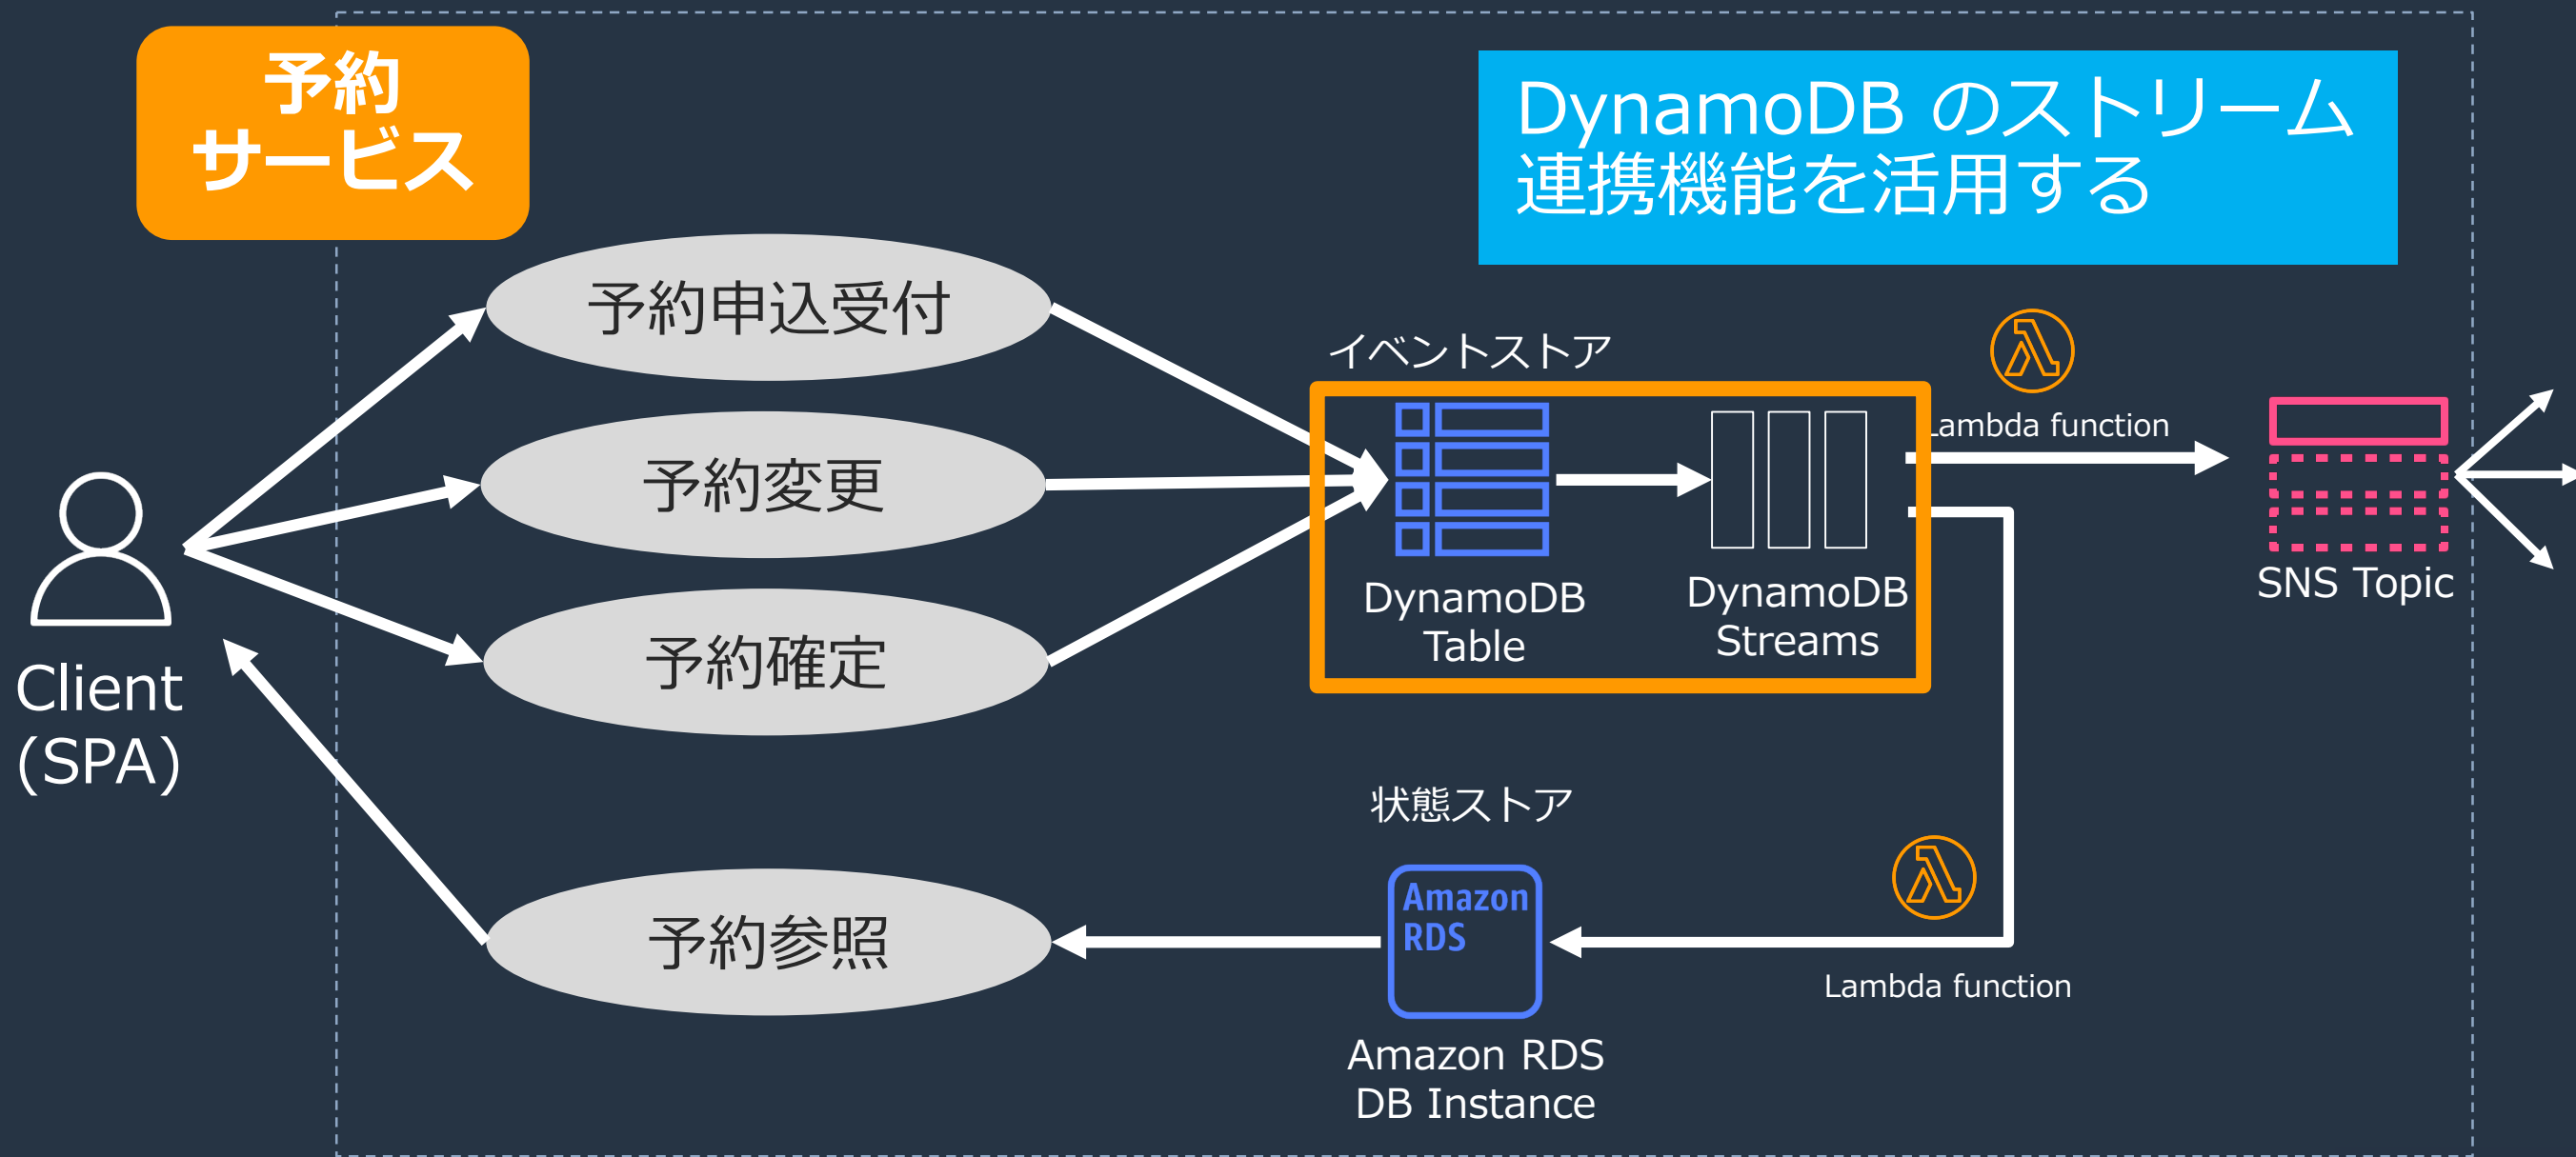 予約
サービス
DynamoDB のストリーム
連携機能を活用する
予約申込受付
イベントストア
Lambda function
予約変更
DynamoDB
Table
DynamoDB
Streams
SNS Topic
予約確定
Client
(SPA)
状態ストア
Amazon
RDS
予約参照
Lambda function
Amazon RDS
DB Instance